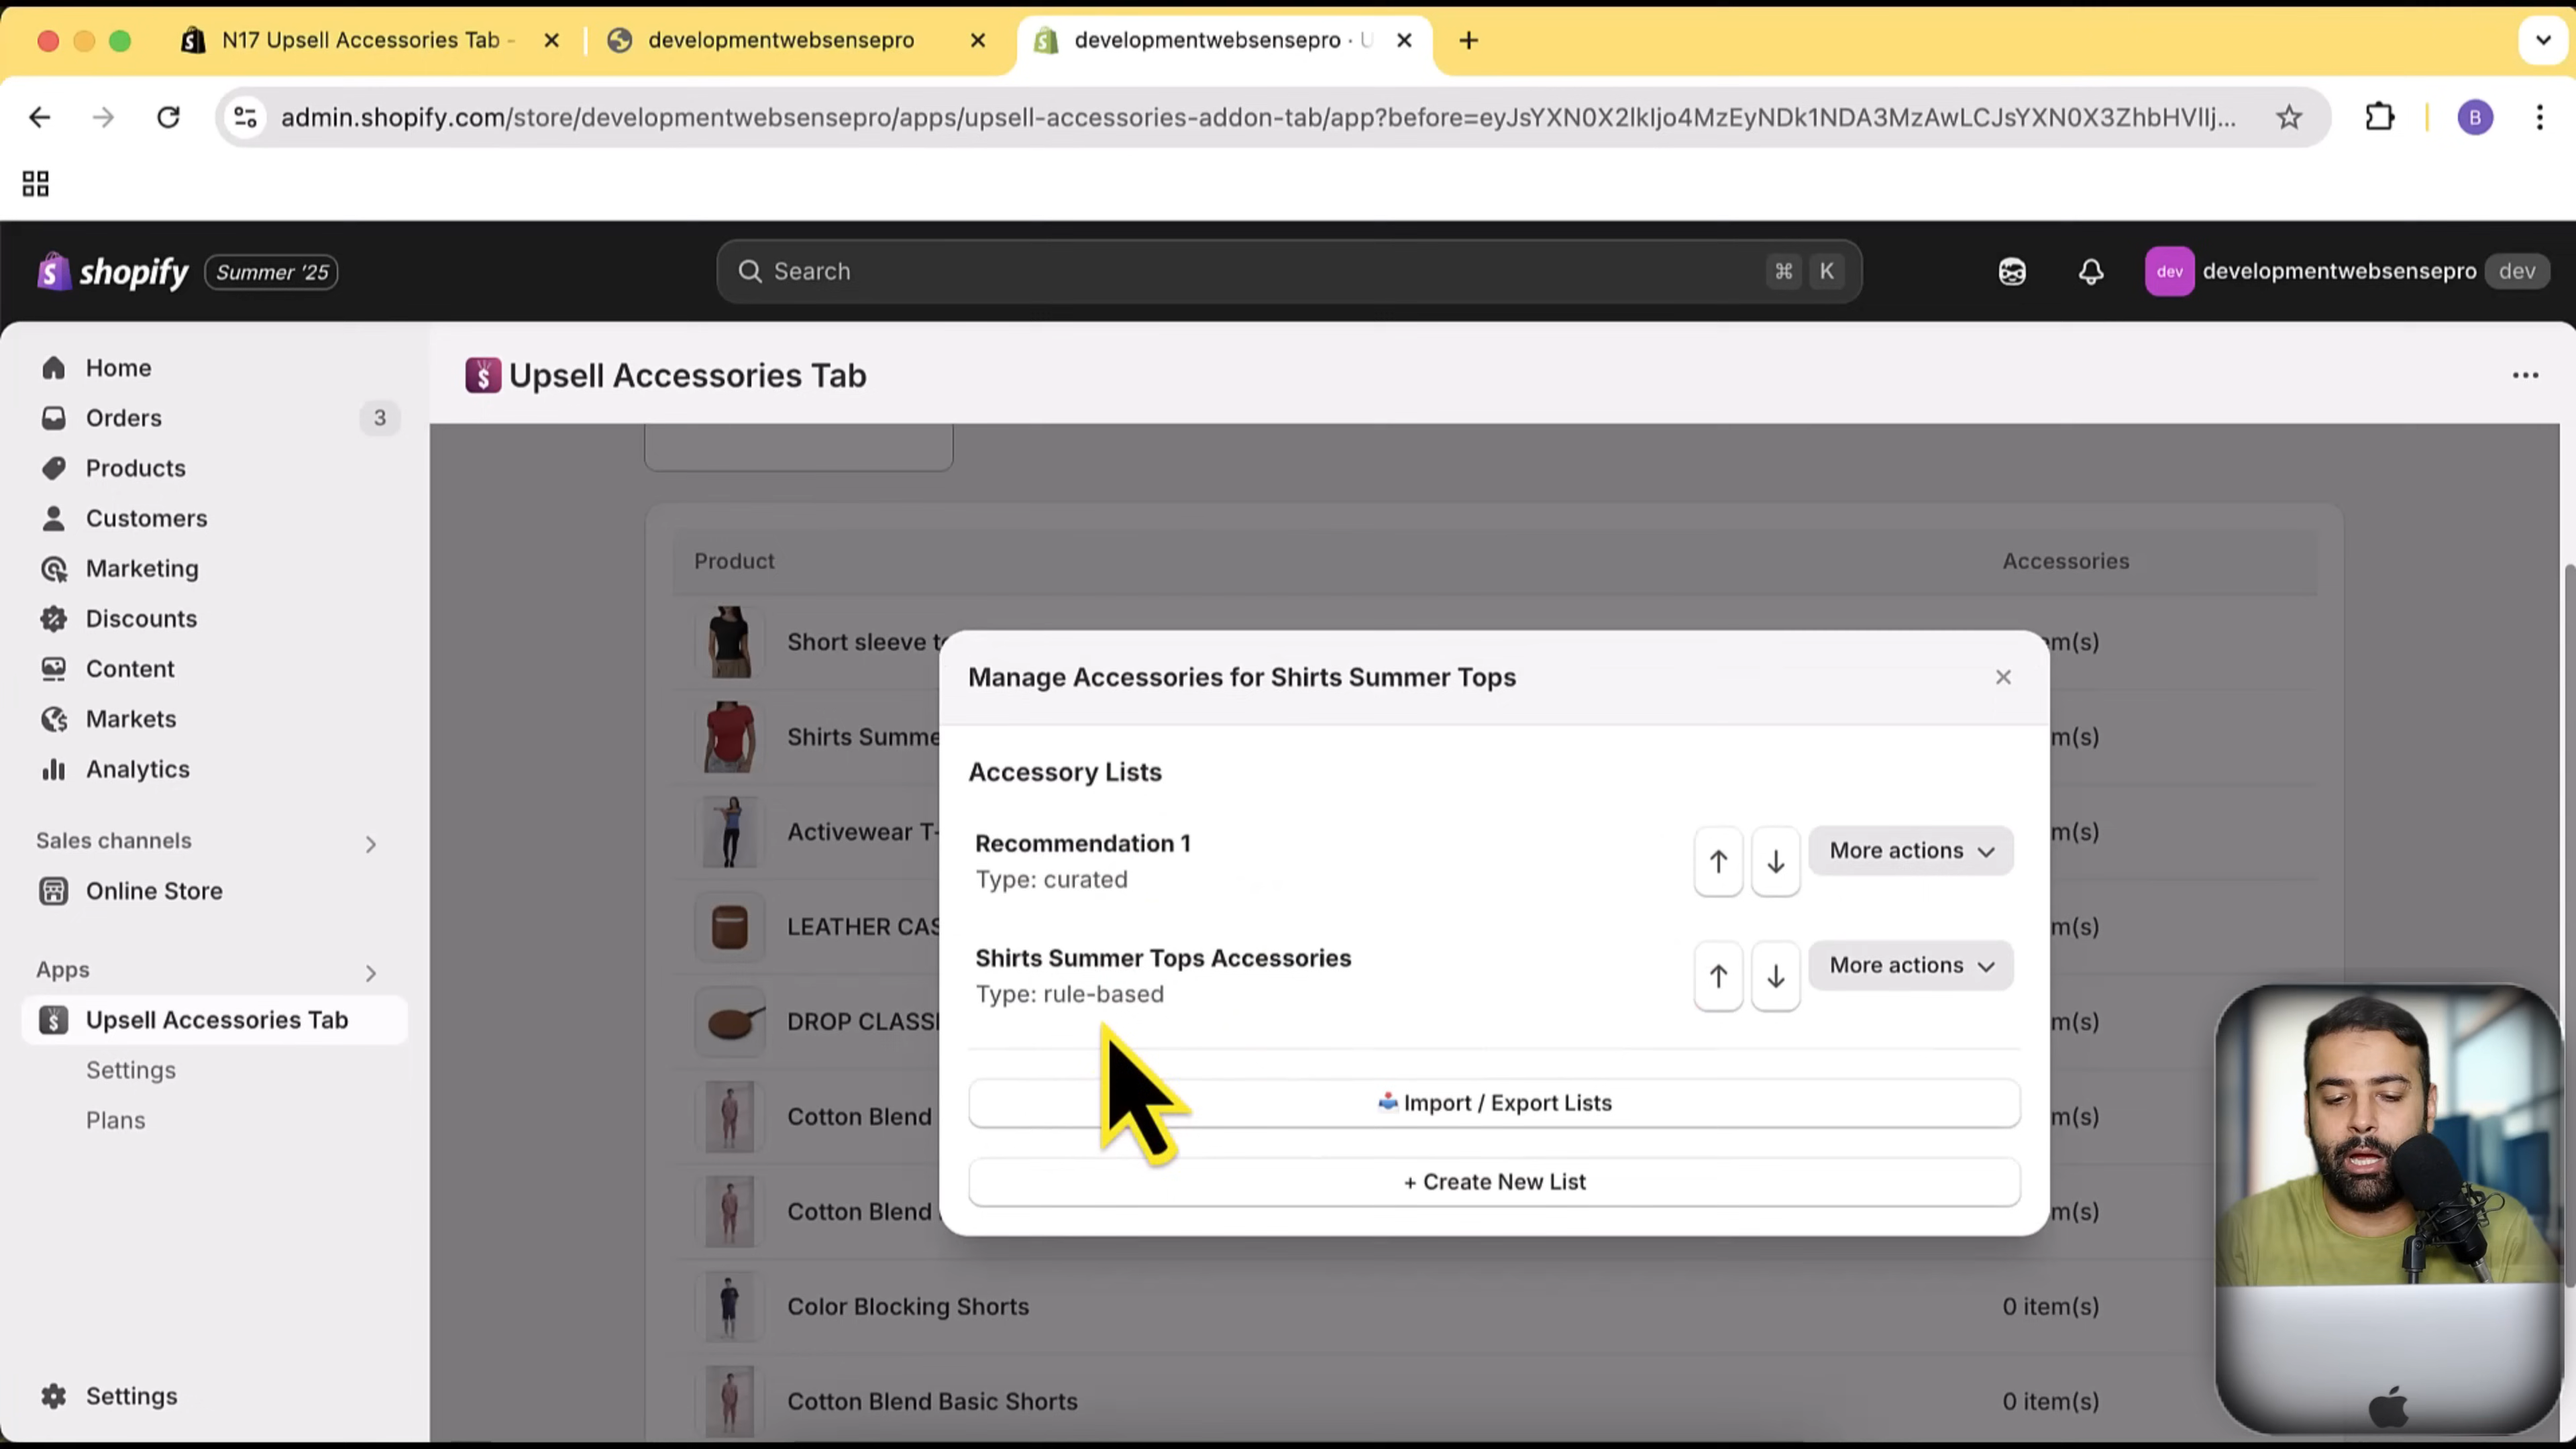 N17 Upsell Accessories Tab -
developmentwebsensepro
developmentwebsensepro · U
admin.shopify.com/store/developmentwebsensepro/apps/upsell-accessories-addon-tab/app?before=eyJsYXN0X2lkIjo4MzEyNDk1NDA3MzAwLCJsYXN0X3ZhbHVlIj...
B
shopify
Summer '25
Search
⌘ K
dev
developmentwebsensepro
dev
Home
Orders
3
Products
Customers
Marketing
Discounts
Content
Markets
Analytics
Sales channels
Online Store
Apps
Upsell Accessories Tab
Settings
Plans
Settings
Upsell Accessories Tab
Product
Accessories
Short sleeve t
m(s)
Shirts Summe
m(s)
Activewear T-
m(s)
LEATHER CAS
m(s)
DROP CLASSI
m(s)
Cotton Blend
m(s)
Cotton Blend
m(s)
Color Blocking Shorts
0 item(s)
Cotton Blend Basic Shorts
0 item(s)
Manage Accessories for Shirts Summer Tops
Accessory Lists
Recommendation 1
Type: curated
More actions
Shirts Summer Tops Accessories
Type: rule-based
More actions
Import / Export Lists
+ Create New List